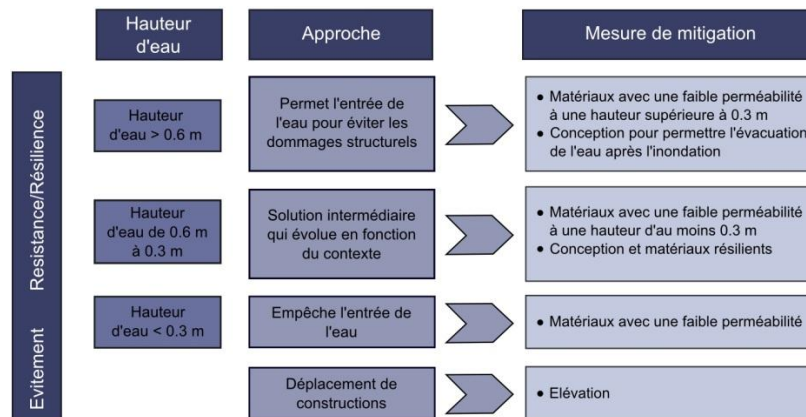 Hauteur
d'eau
Approche
Mesure de mitigation
Resistance/Résilience
Evitement
Hauteur
d'eau > 0.6 m
Permet l'entrée de
l'eau pour éviter les
dommages structurels
● Matériaux avec une faible perméabilité
à une hauteur supérieure à 0.3 m
● Conception pour permettre l'évacuation
de l'eau après l'inondation
Hauteur
d'eau de 0.6 m
à 0.3 m
Solution intermédiaire
qui évolue en fonction
du contexte
● Matériaux avec une faible perméabilité
à une hauteur d'au moins 0.3 m
● Conception et matériaux résilients
Hauteur
d'eau < 0.3 m
Empêche l'entrée de
l'eau
● Matériaux avec une faible perméabilité
Déplacement de
constructions
● Elévation